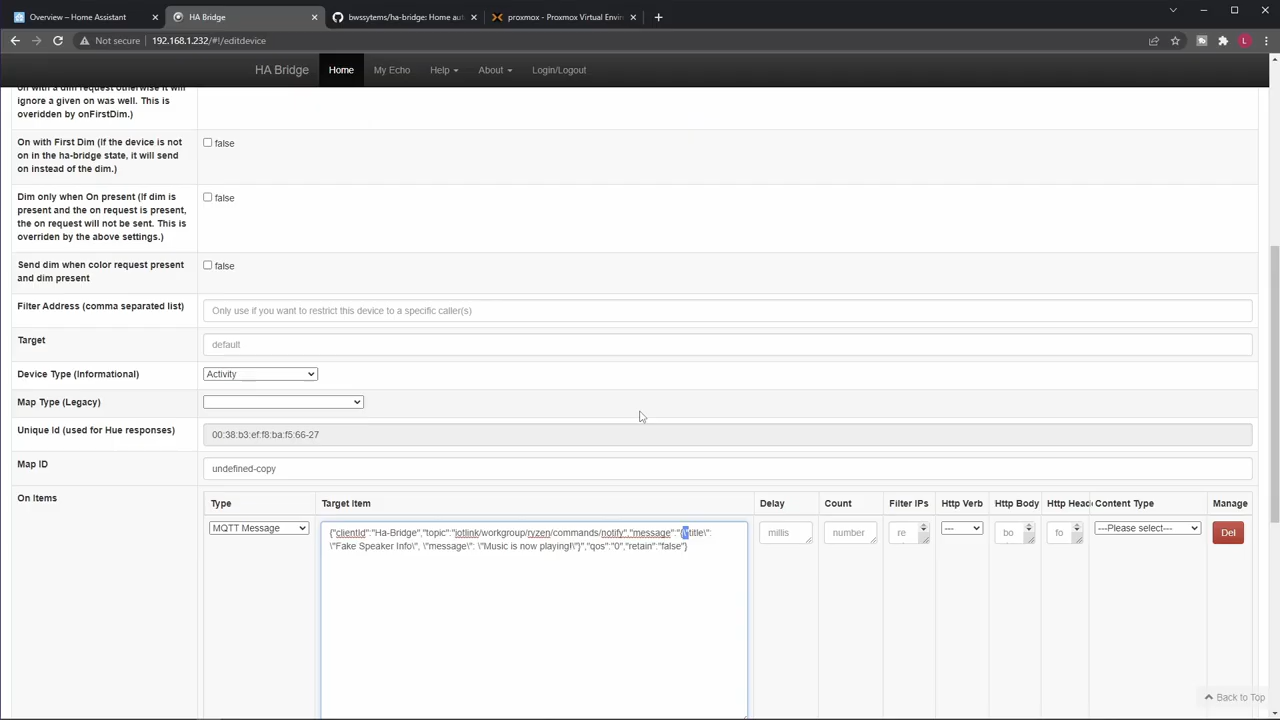 Overview – Home Assistant
HA Bridge
bwssytems/ha-bridge: Home aut
proxmox - Proxmox Virtual Enviro
Not secure
192.168.1.232/#!/editdevice
L
HA Bridge
Home
My Echo
Help
About
Login/Logout
on with a dim request otherwise it will
ignore a given on was well. This is
overidden by onFirstDim.)
On with First Dim (If the device is not
on in the ha-bridge state, it will send
on instead of the dim.)
false
Dim only when On present (If dim is
present and the on request is present,
the on request will not be sent. This is
overriden by the above settings.)
false
Send dim when color request present
and dim present
false
Filter Address (comma separated list)
Only use if you want to restrict this device to a specific caller(s)
Target
default
Device Type (Informational)
Activity
Map Type (Legacy)
Unique Id (used for Hue responses)
00:38:b3:ef:f8:ba:f5:66-27
Map ID
undefined-copy
On Items
Type
Target Item
Delay
Count
Filter IPs
Http Verb
Http Body
Http Head
Content Type
Manage
MQTT Message
{"clientId":"Ha-Bridge","topic":"iotlink/workgroup/ryzen/commands/notify","message":"{\"title\":
\"Fake Speaker Info\", \"message\": \"Music is now playing!\"}","qos":"0","retain":"false"}
millis
number
re
---
bo
fo
---Please select---
Del
Back to Top